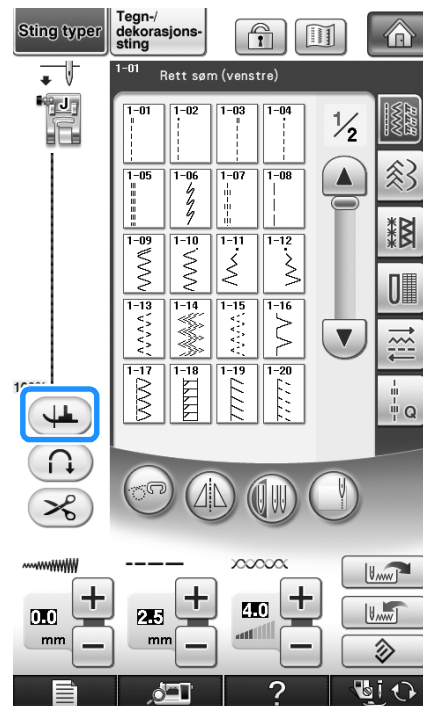 Sting typer
Tegn-/
dekorasjons-
sting
1-01 Rett søm (venstre)
J
1-01 1-02 1-03 1-04
1/2
1-05 1-06 1-07 1-08
1-09 1-10 1-11 1-12
1-13 1-14 1-15 1-16
1-17 1-18 1-19 1-20
Q
0.0 2.5 4.0
mm mm
?